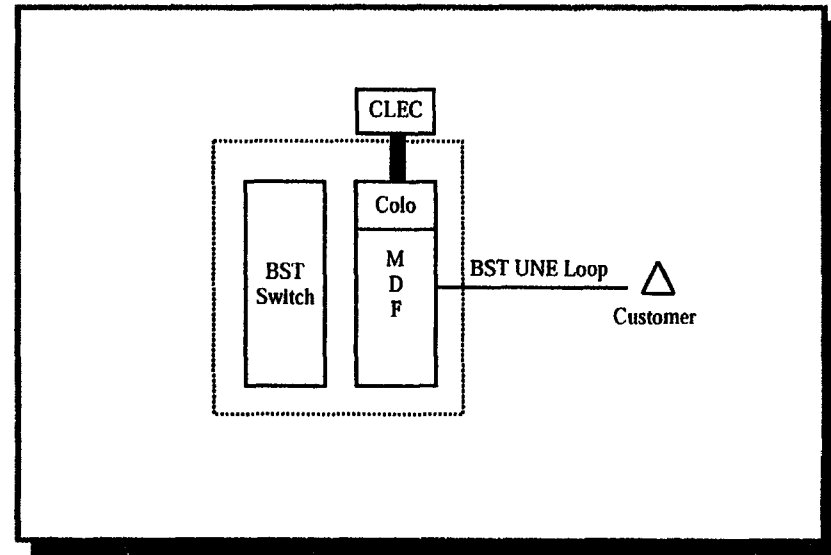 CLEC
Colo
BST
Switch
M
D
F
BST UNE Loop
Customer